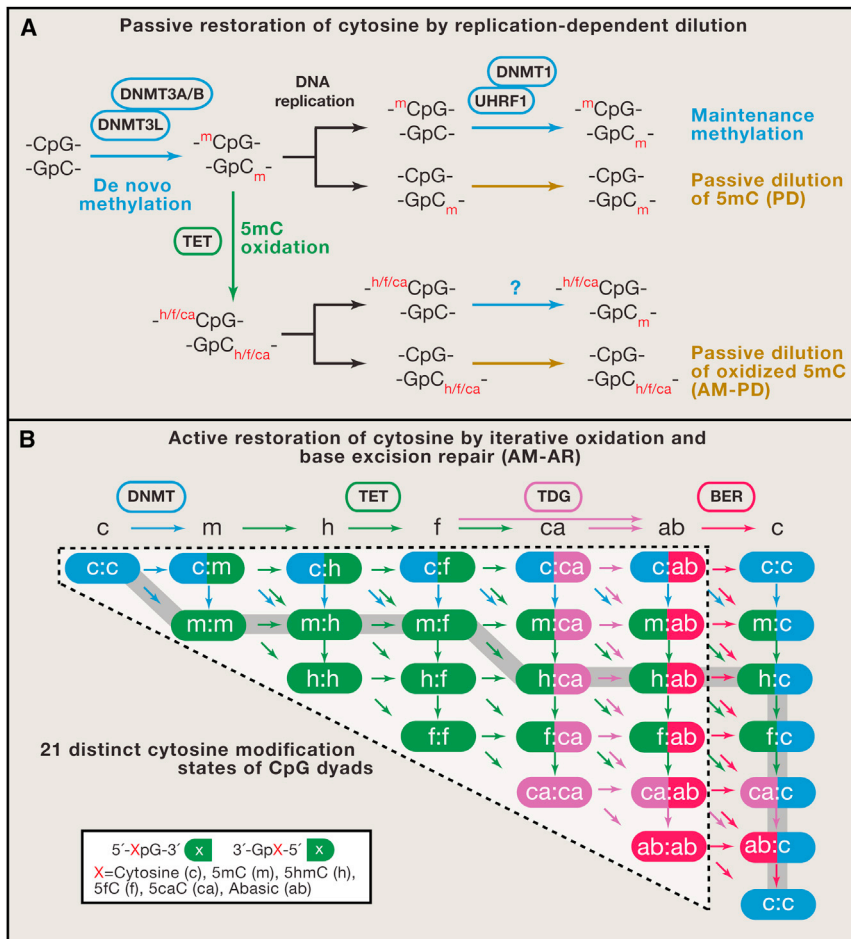 A
Passive restoration of cytosine by replication-dependent dilution
DNMT3A/B
DNMT3L
-CpG-
-GpC-
De novo
methylation
-mCpG-
-GpCm-
DNA
replication
-mCpG-
-GpC-
DNMT1
UHRF1
-mCpG-
-GpCm-
Maintenance
methylation
-CpG-
-GpCm-
-CpG-
-GpCm-
Passive dilution
of 5mC (PD)
TET
5mC
oxidation
-h/f/caCpG-
-GpCh/f/ca-
-h/f/caCpG-
-GpC-
?
-h/f/caCpG-
-GpCm-
-CpG-
-GpCh/f/ca-
-CpG-
-GpCh/f/ca-
Passive dilution
of oxidized 5mC
(AM-PD)
B
Active restoration of cytosine by iterative oxidation and
base excision repair (AM-AR)
DNMT TET TDG BER
c m h f ca ab c
c:c c:m c:h c:f c:ca c:ab c:c
m:m m:h m:f m:ca m:ab m:c
h:h h:f h:ca h:ab h:c
f:f f:ca f:ab f:c
ca:ca ca:ab ca:c
ab:ab ab:c
c:c
21 distinct cytosine modification
states of CpG dyads
5´-XpG-3´ x 3´-GpX-5´ x
X=Cytosine (c), 5mC (m), 5hmC (h),
5fC (f), 5caC (ca), Abasic (ab)